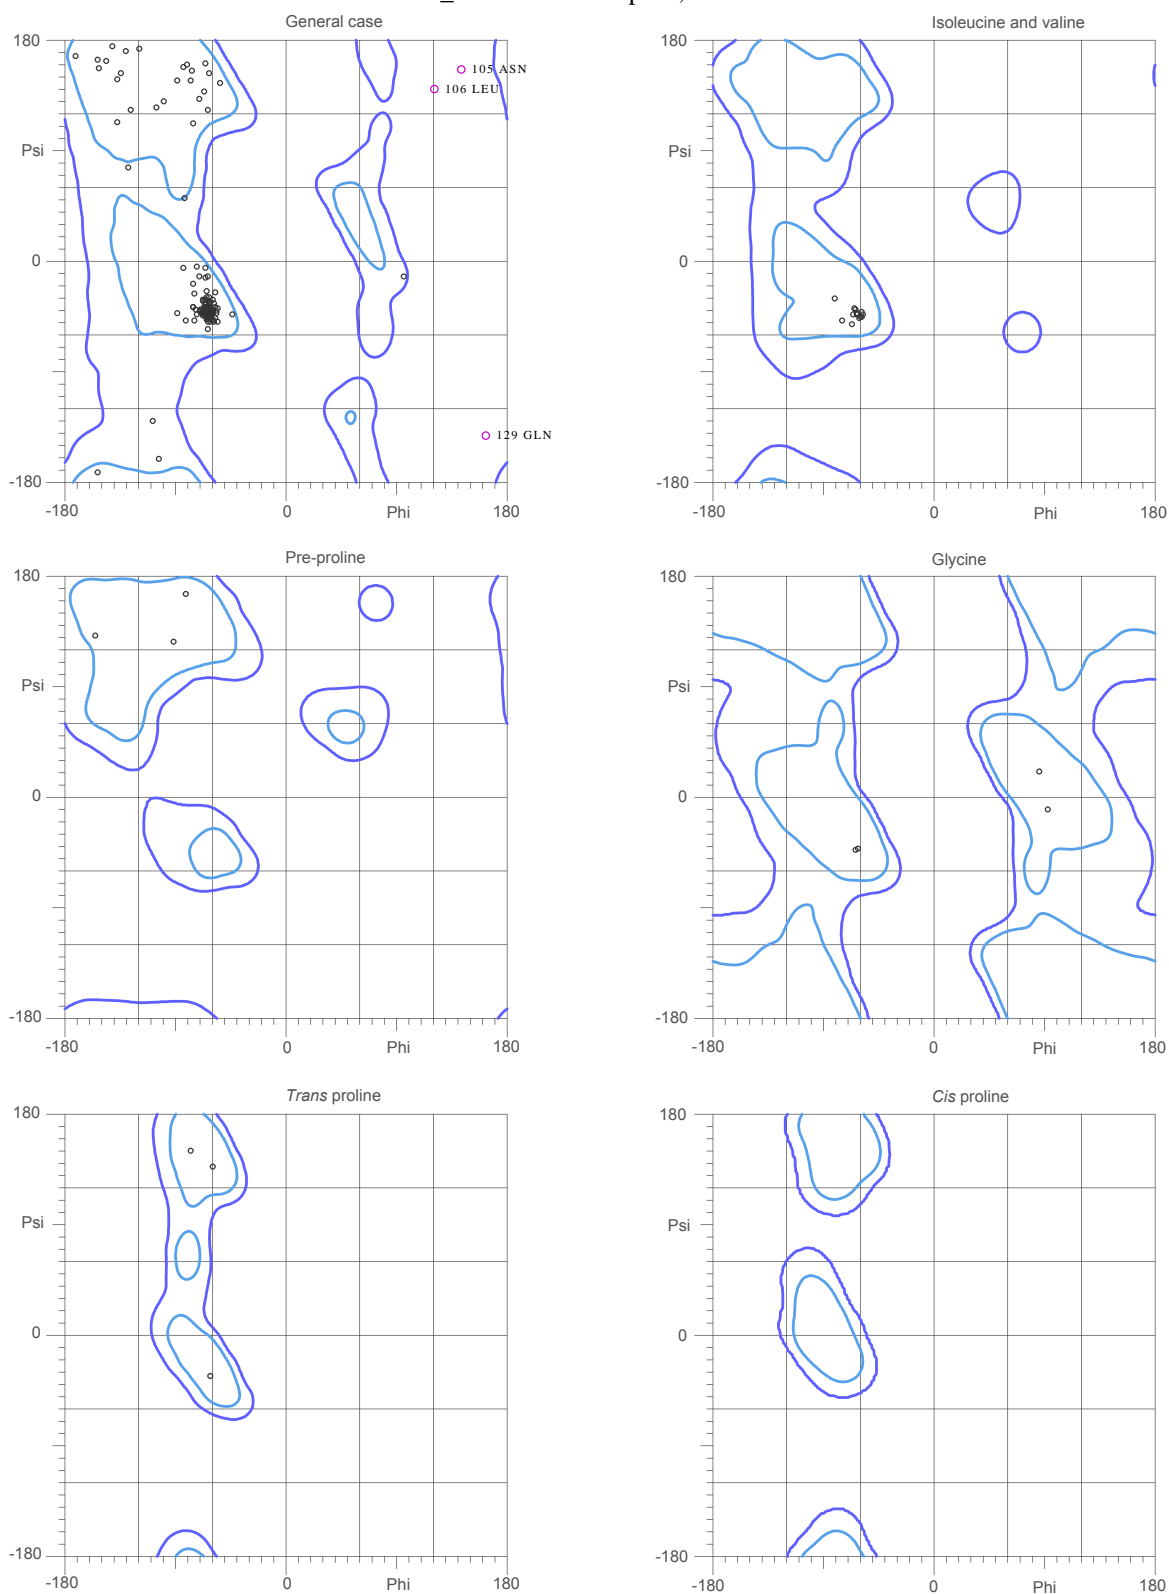 General case
Isoleucine and valine
180
180
105 ASN
106 LEU
Psi
Psi
0
0
129 GLN
-180
-180
-180
0
Phi
180
-180
0
Phi
180
Pre-proline
Glycine
180
180
Psi
Psi
0
0
-180
-180
-180
0
Phi
180
-180
0
Phi
180
Trans proline
Cis proline
180
180
Psi
Psi
0
0
-180
-180
-180
0
Phi
180
-180
0
Phi
180